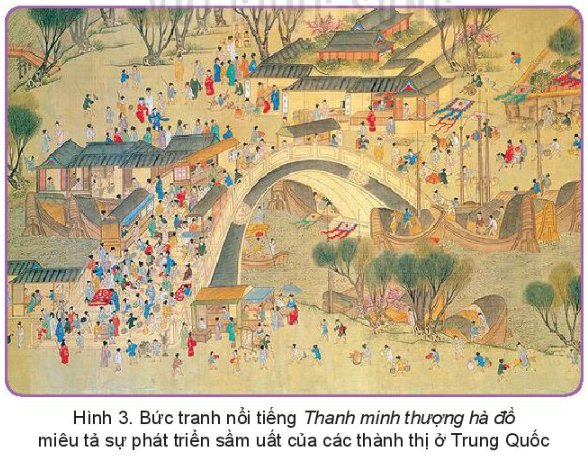 Hình 3. Bức tranh nổi tiếng Thanh minh thượng hà đồ
miêu tả sự phát triển sầm uất của các thành thị ở Trung Quốc